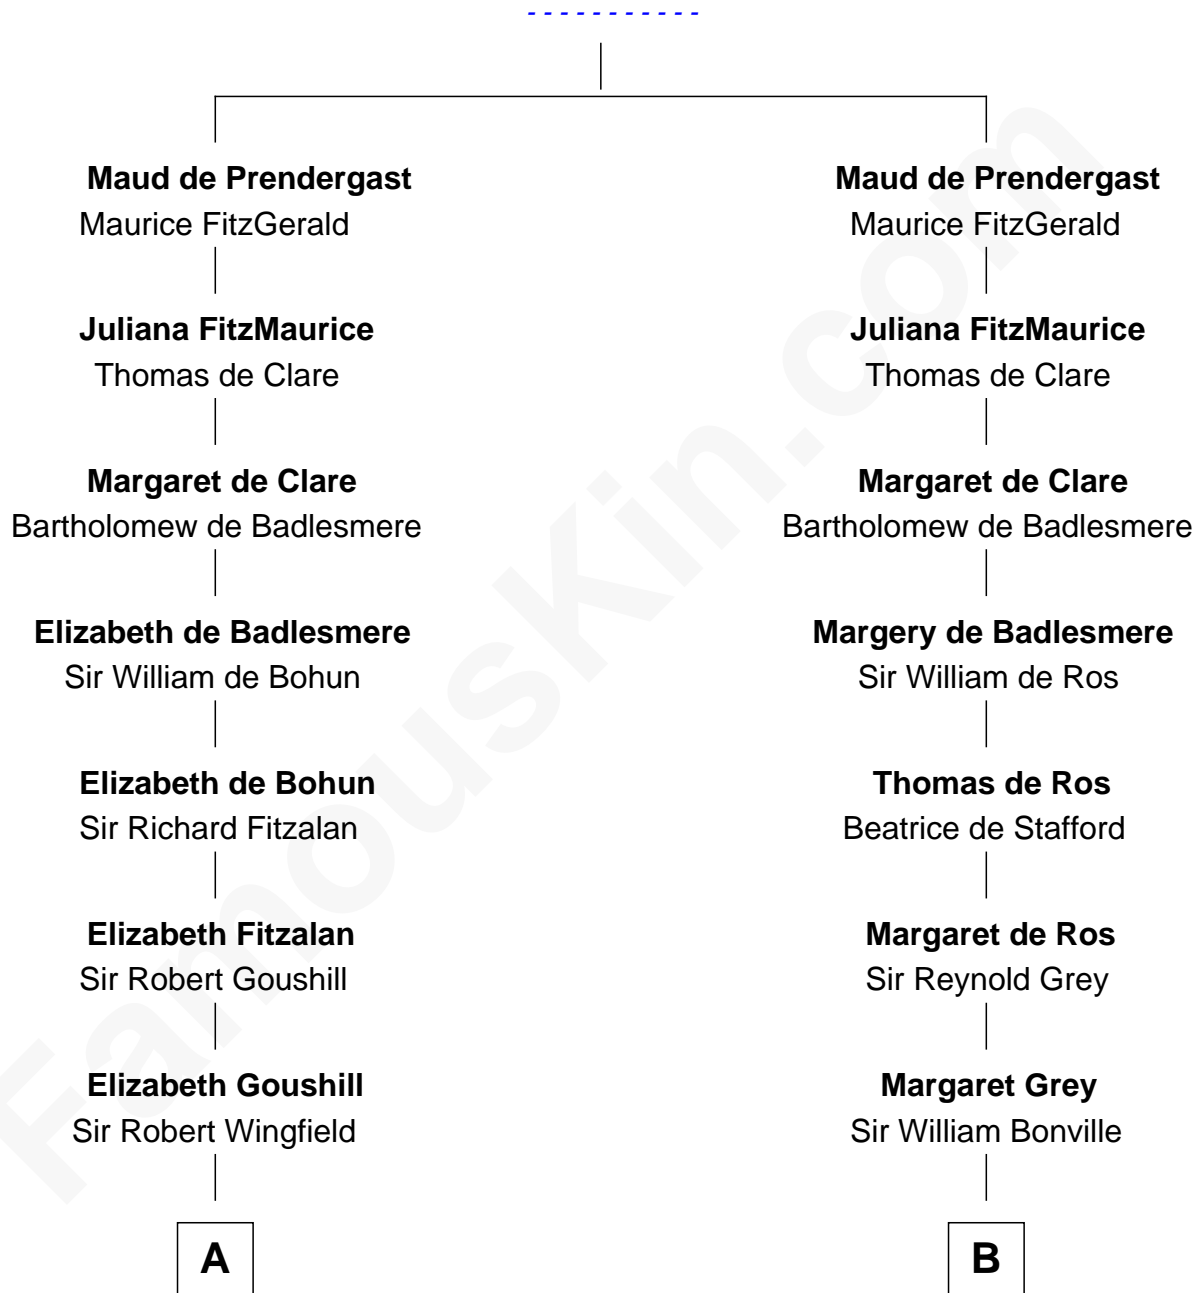 - - - - - - - - - - -
Maud de Prendergast
Maurice FitzGerald
Juliana FitzMaurice
Thomas de Clare
Margaret de Clare
Bartholomew de Badlesmere
Elizabeth de Badlesmere
Sir William de Bohun
Elizabeth de Bohun
Sir Richard Fitzalan
Elizabeth Fitzalan
Sir Robert Goushill
Elizabeth Goushill
Sir Robert Wingfield
A
Maud de Prendergast
Maurice FitzGerald
Juliana FitzMaurice
Thomas de Clare
Margaret de Clare
Bartholomew de Badlesmere
Margery de Badlesmere
Sir William de Ros
Thomas de Ros
Beatrice de Stafford
Margaret de Ros
Sir Reynold Grey
Margaret Grey
Sir William Bonville
B
FamousKin.com